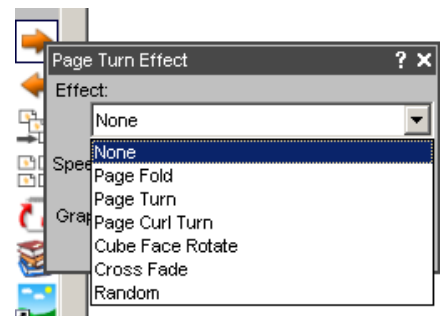 Page Turn Effect ? ×
Effect:
None
None
Page Fold
Page Turn
Page Curl Turn
Cube Face Rotate
Cross Fade
Random